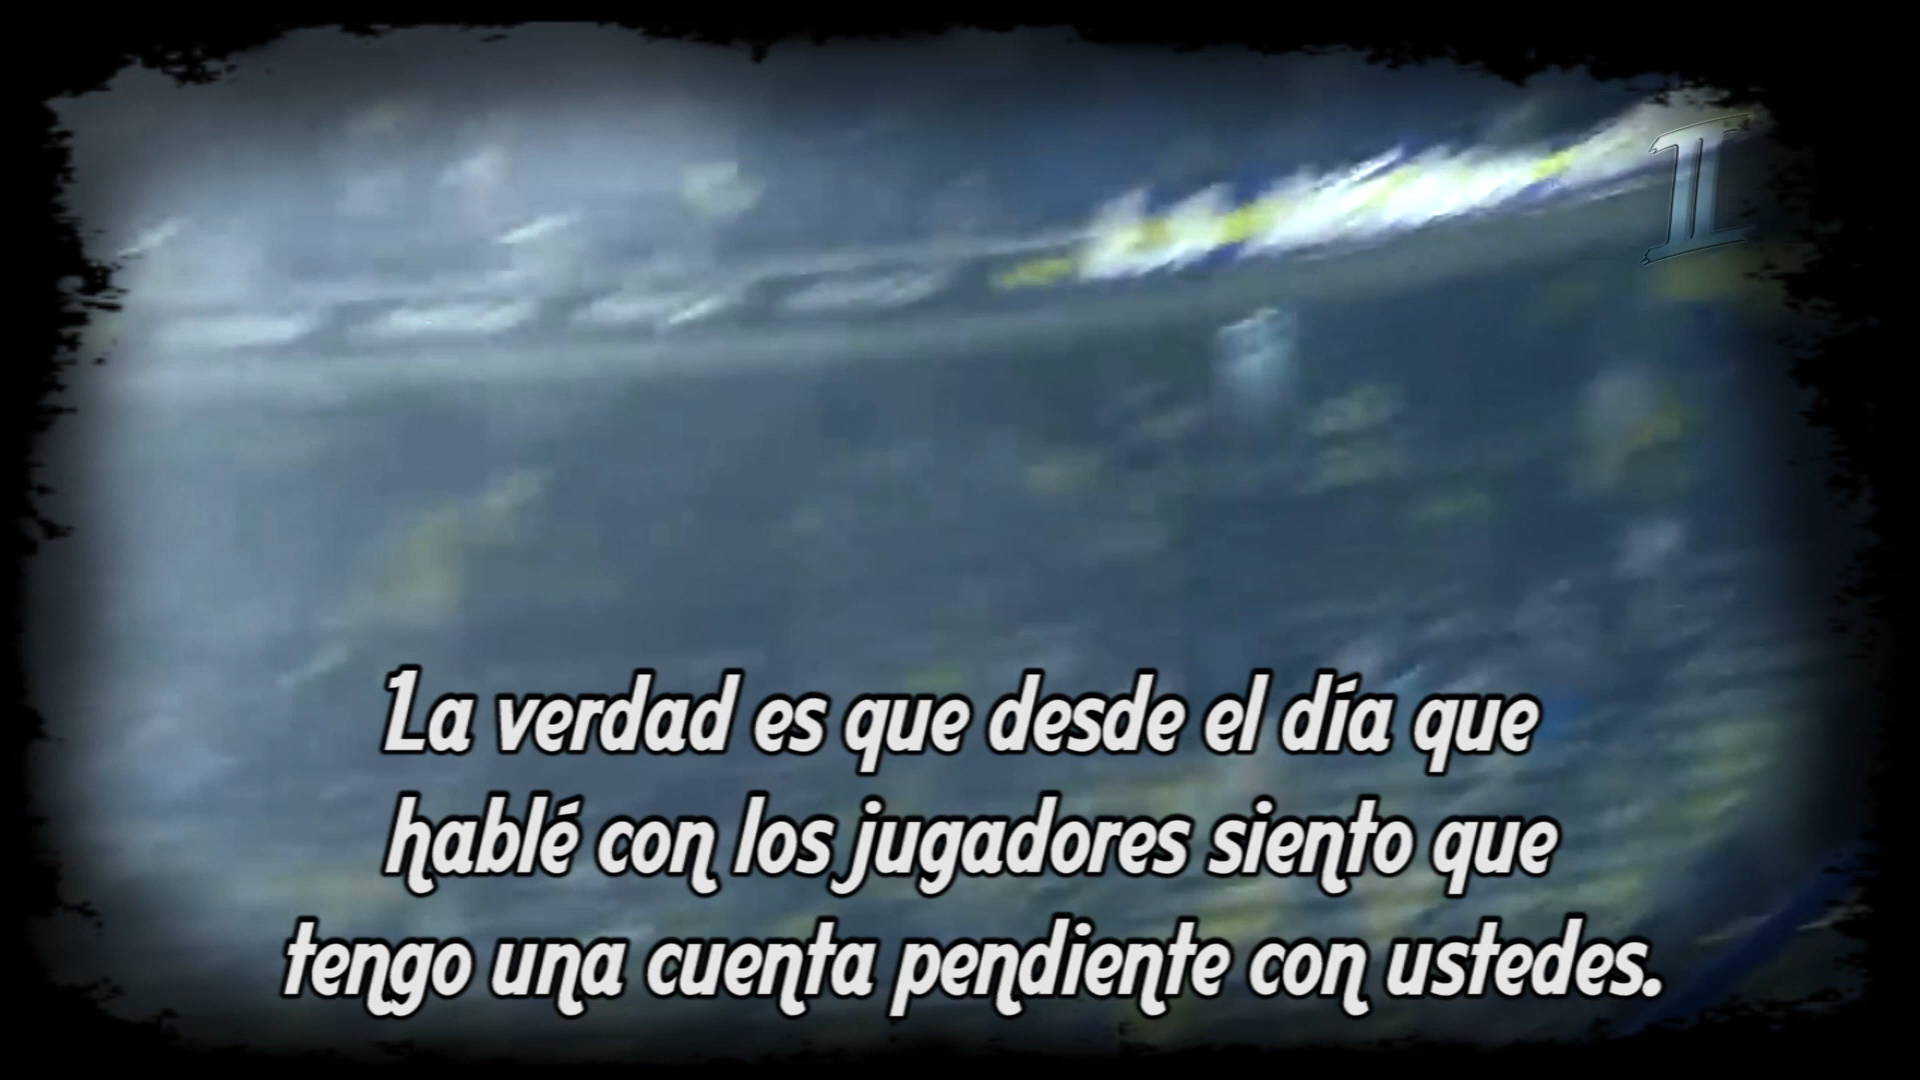 La verdad es que desde el día que
hablé con los jugadores siento que
tengo una cuenta pendiente con ustedes.